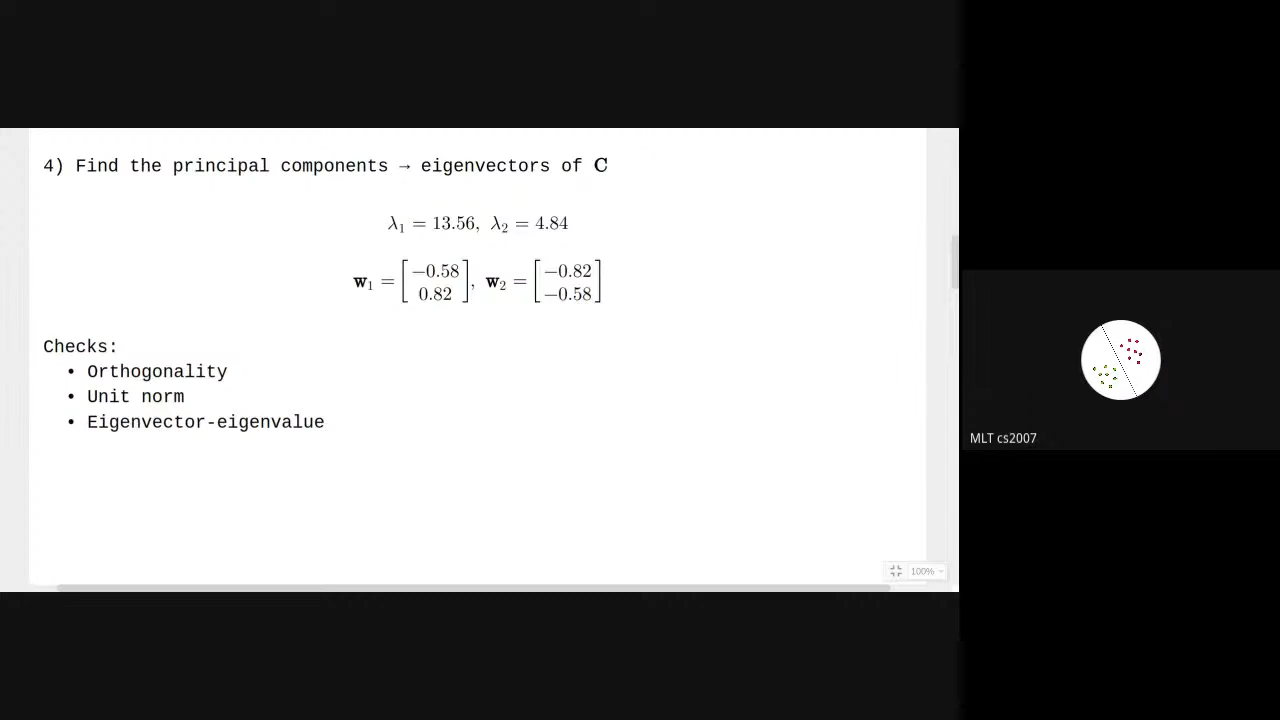 4) Find the principal components → eigenvectors of C
λ₁ = 13.56, λ₂ = 4.84
w₁ = [−0.58 0.82], w₂ = [−0.82 −0.58]
Checks:
• Orthogonality
• Unit norm
• Eigenvector-eigenvalue
100%
MLT cs2007